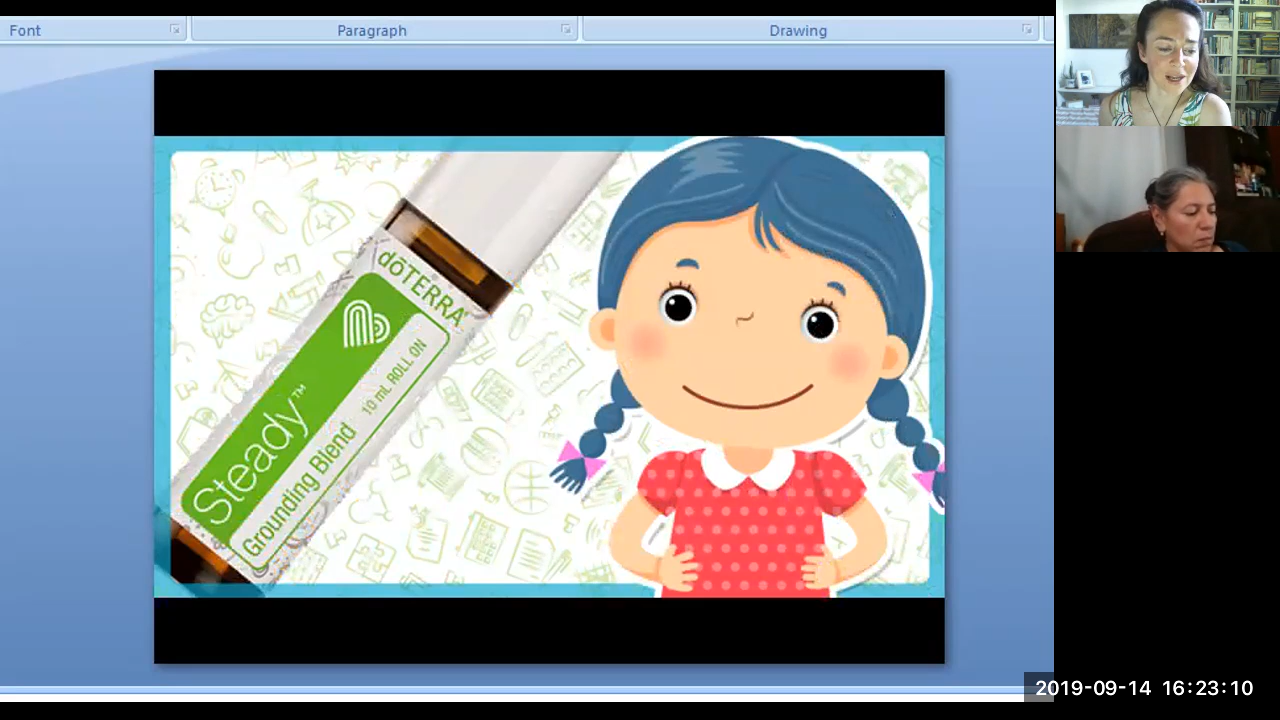 Font
Paragraph
Drawing
dōTERRA
Steady™
Grounding Blend
10 mL ROLL ON
2019-09-14 16:23:10